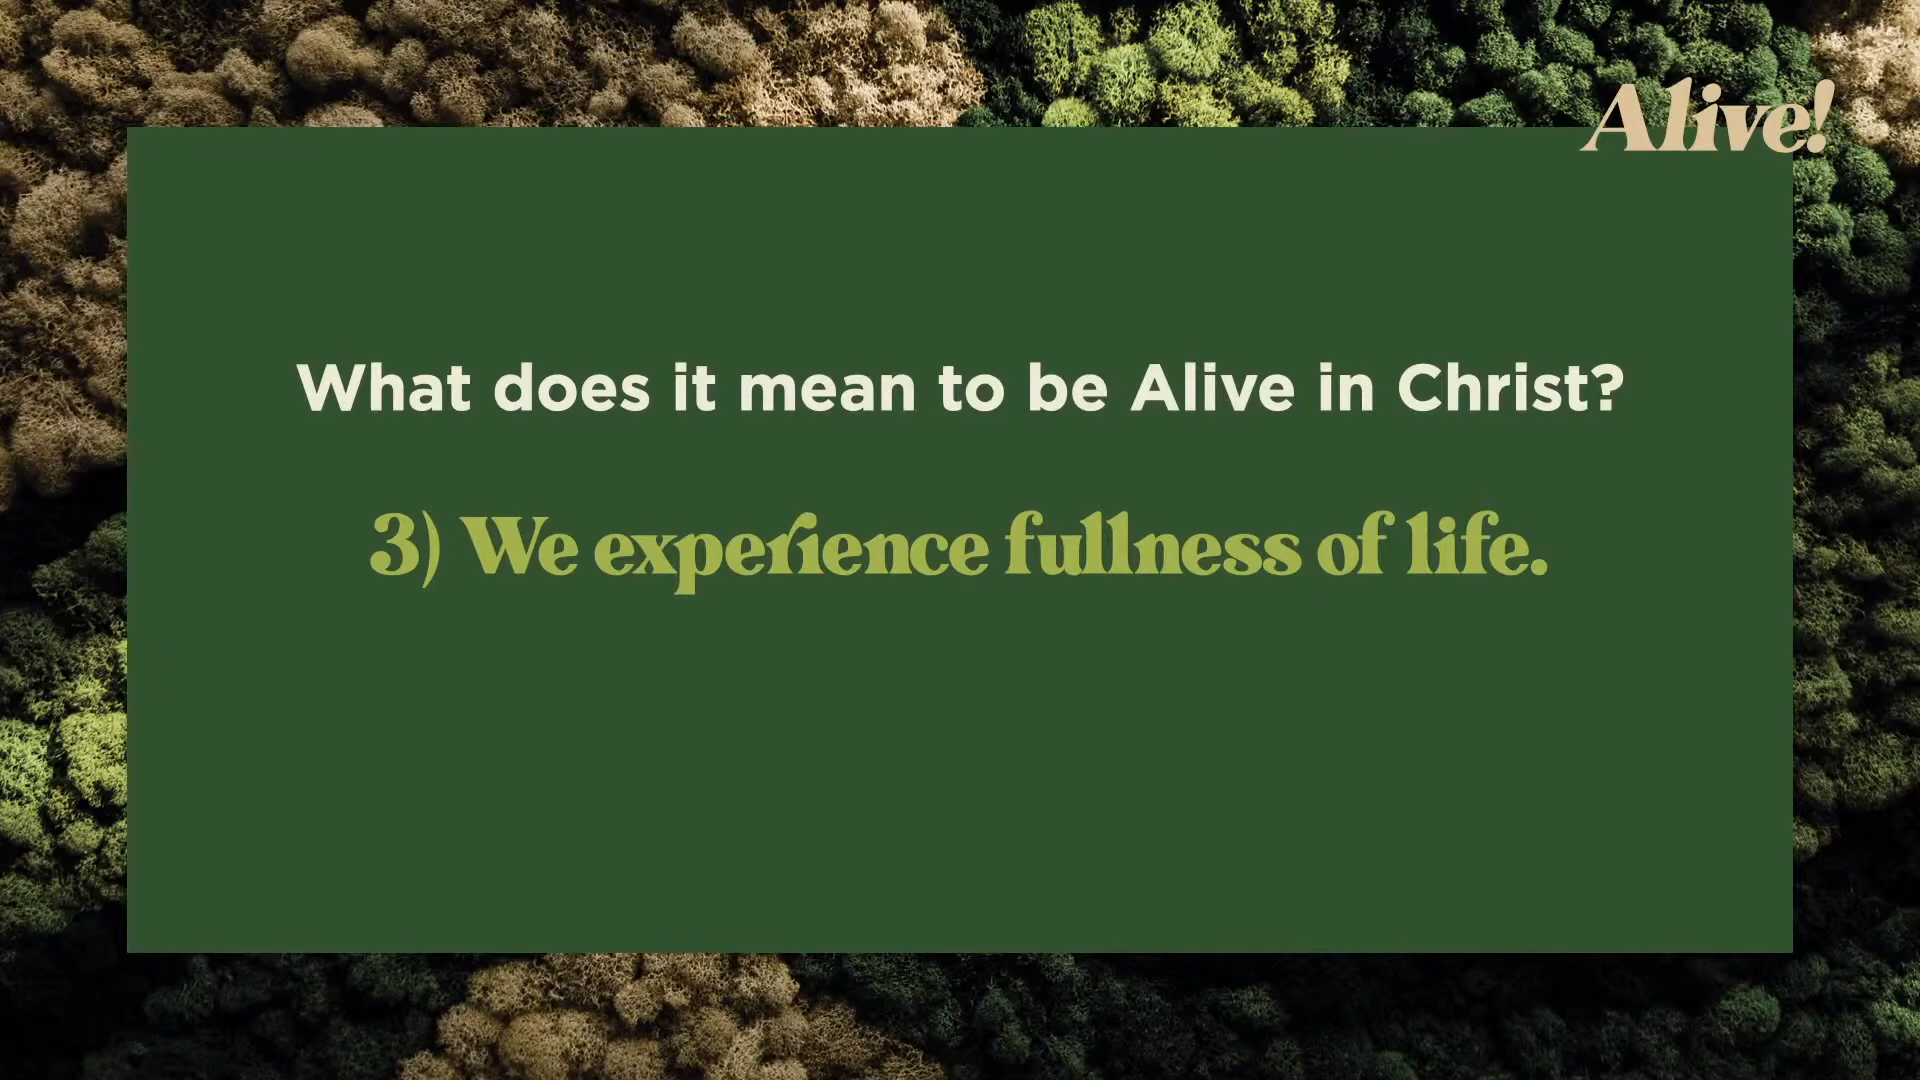 Alive!
What does it mean to be Alive in Christ?
3) We experience fullness of life.